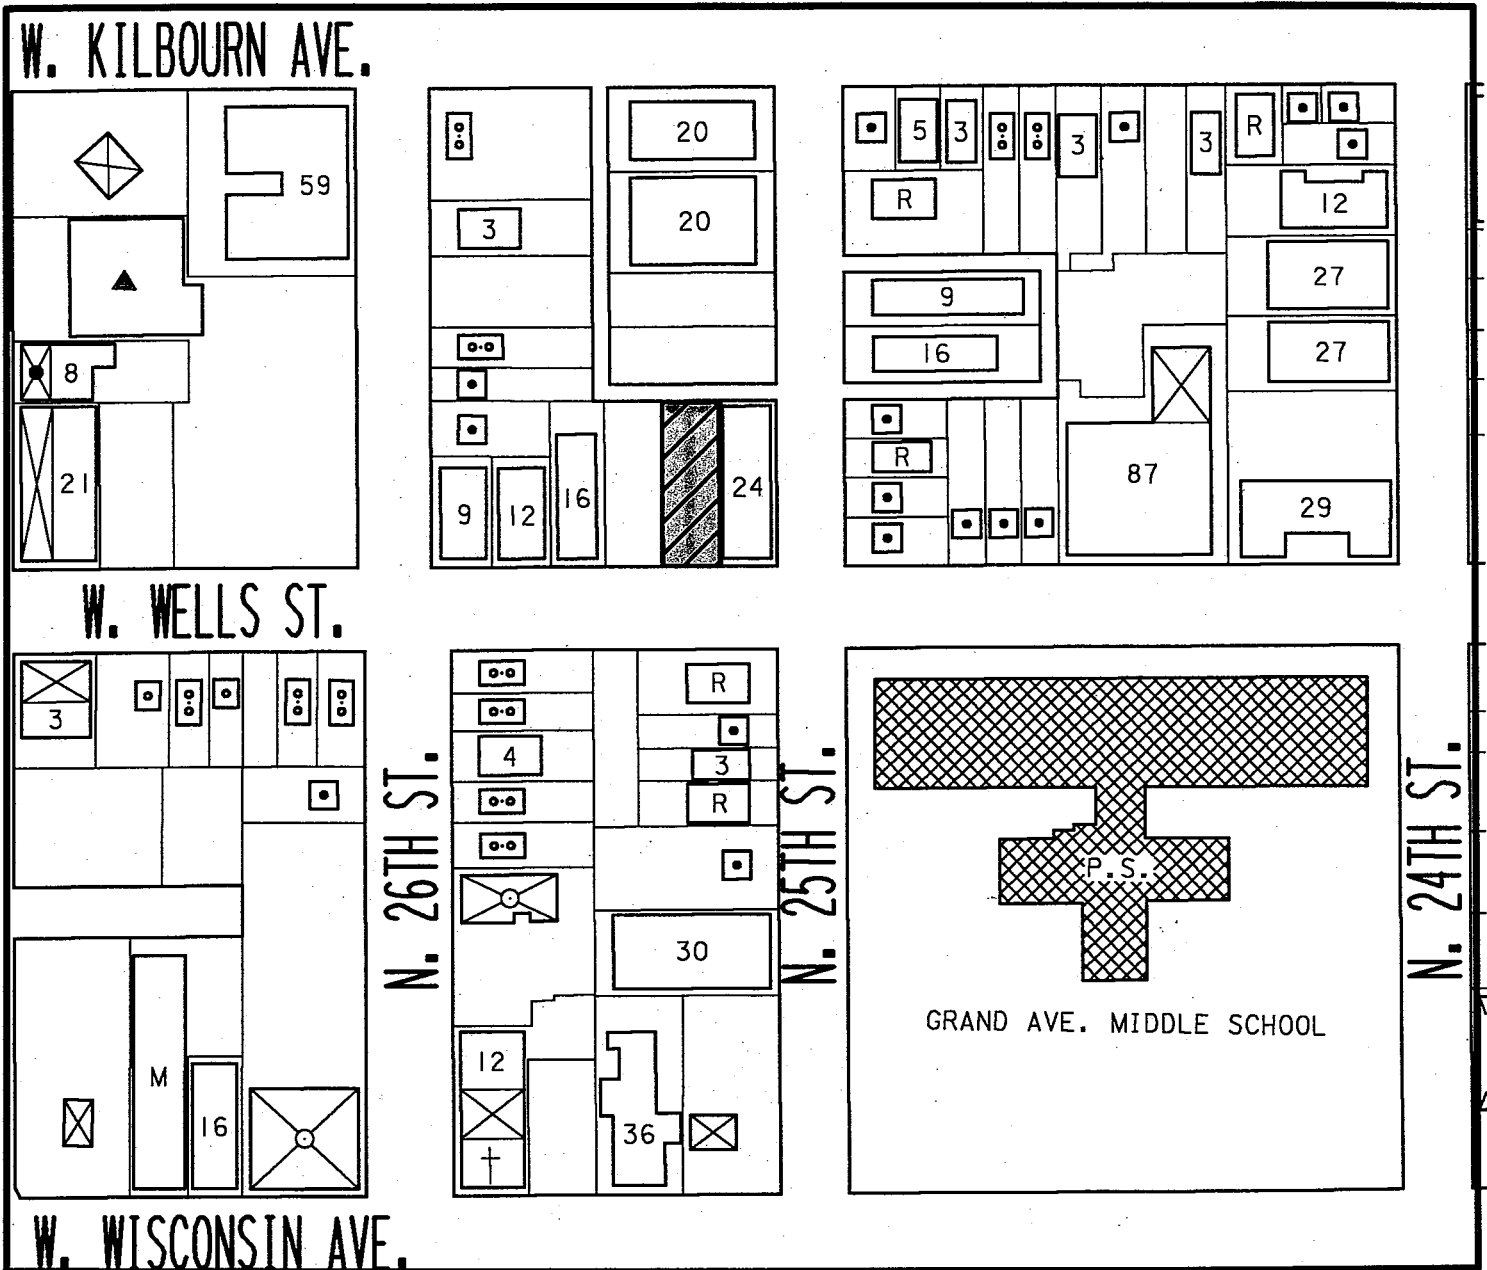 W. KILBOURN AVE.
59
8
21
20
3
20
9
12
16
24
5
3
3
3
R
R
12
9
27
16
27
R
87
29
W. WELLS ST.
3
N. 26TH ST.
R
4
3
R
N. 25TH ST.
30
12
36
M
16
P.S.
GRAND AVE. MIDDLE SCHOOL
N. 24TH ST.
W. WISCONSIN AVE.